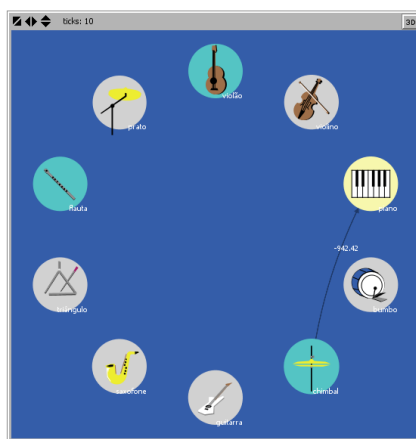 ticks: 10
3D
violão
prato
violino
flauta
piano
-942.42
triângulo
bumbo
saxofone
chimbal
guitarra